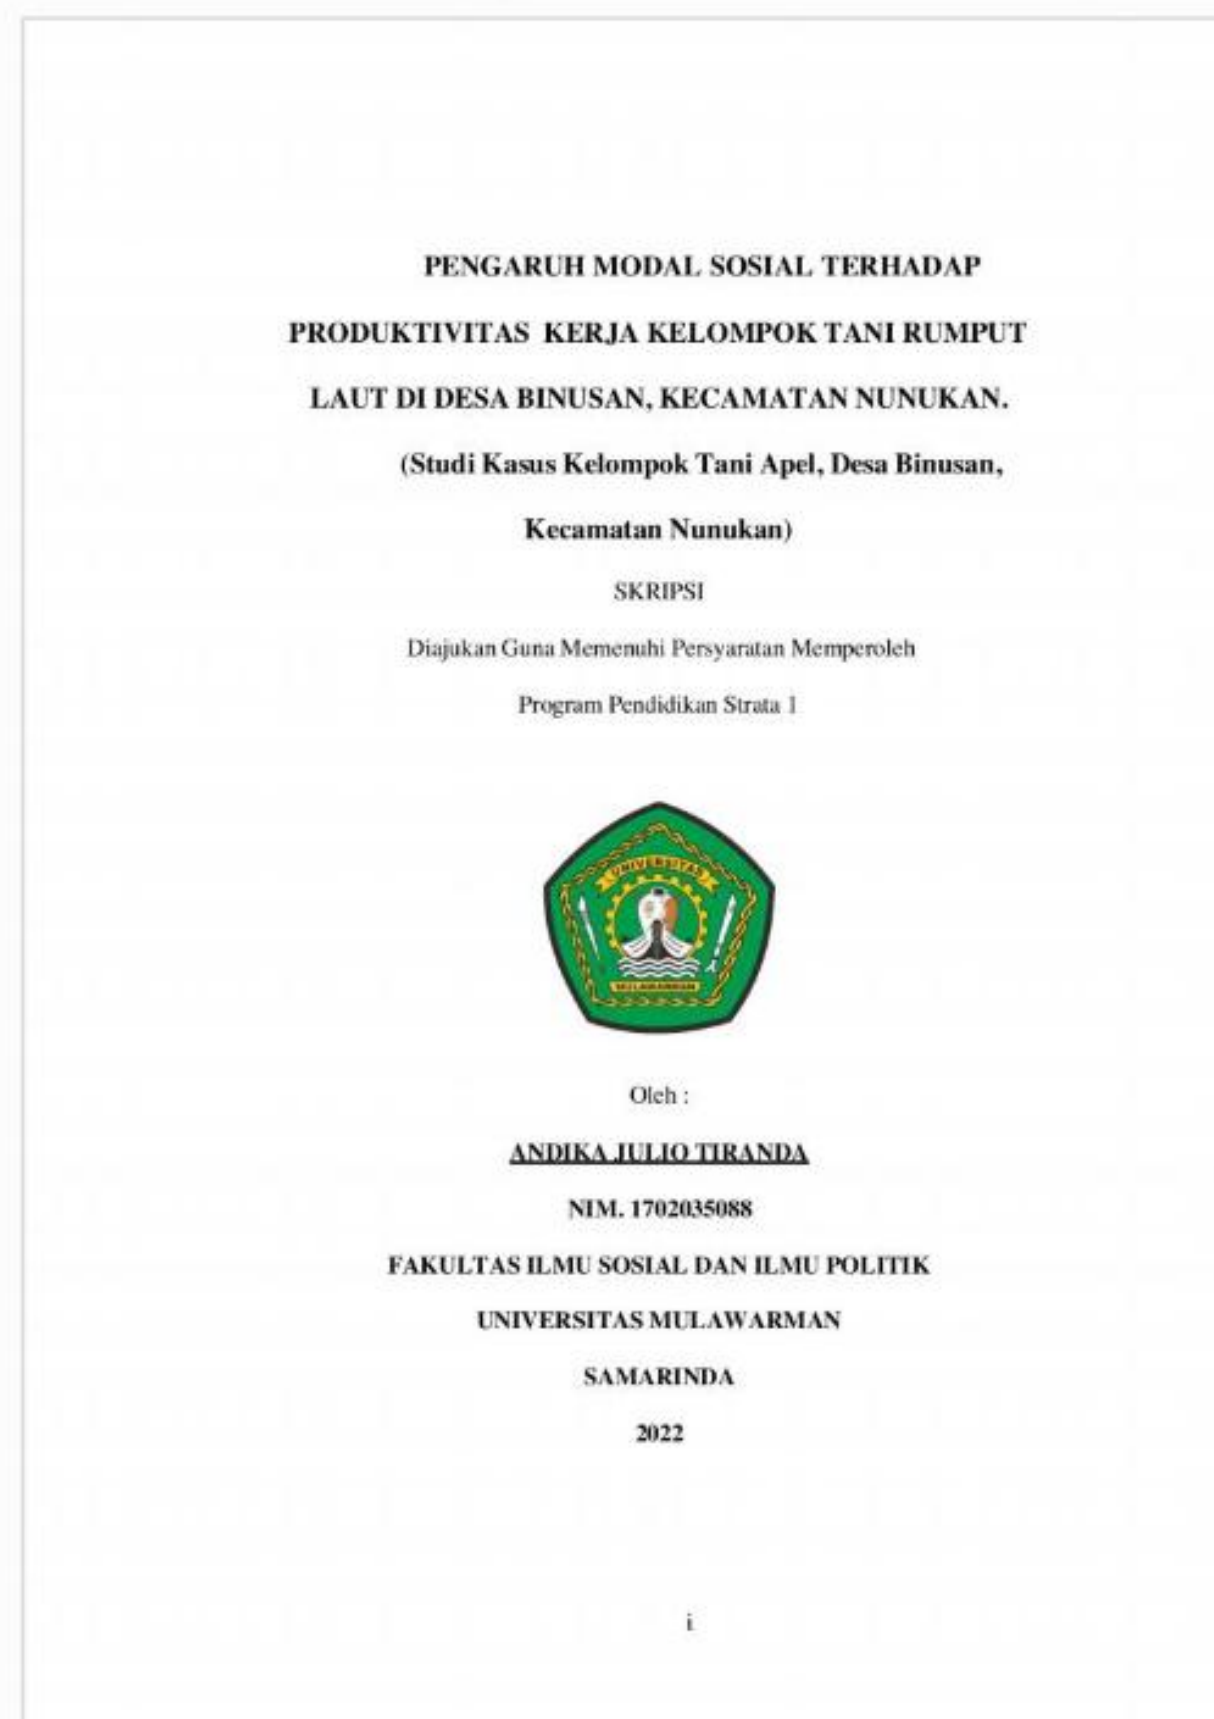 PENGARUH MODAL SOSIAL TERHADAP
PRODUKTIVITAS KERJA KELOMPOK TANI RUMPUT
LAUT DI DESA BINUSAN, KECAMATAN NUNUKAN.
(Studi Kasus Kelompok Tani Apel, Desa Binusan,
Kecamatan Nunukan)
SKRIPSI
Diajukan Guna Memenuhi Persyaratan Memperoleh
Program Pendidikan Strata 1
UNIVERSITAS
MULAWARMAN
Oleh :
ANDIKA JULIO TIRANDA
NIM. 1702035088
FAKULTAS ILMU SOSIAL DAN ILMU POLITIK
UNIVERSITAS MULAWARMAN
SAMARINDA
2022
i